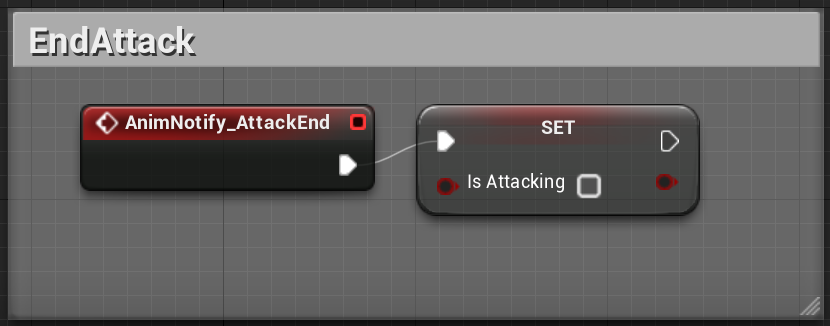 EndAttack
AnimNotify_AttackEnd
SET
Is Attacking